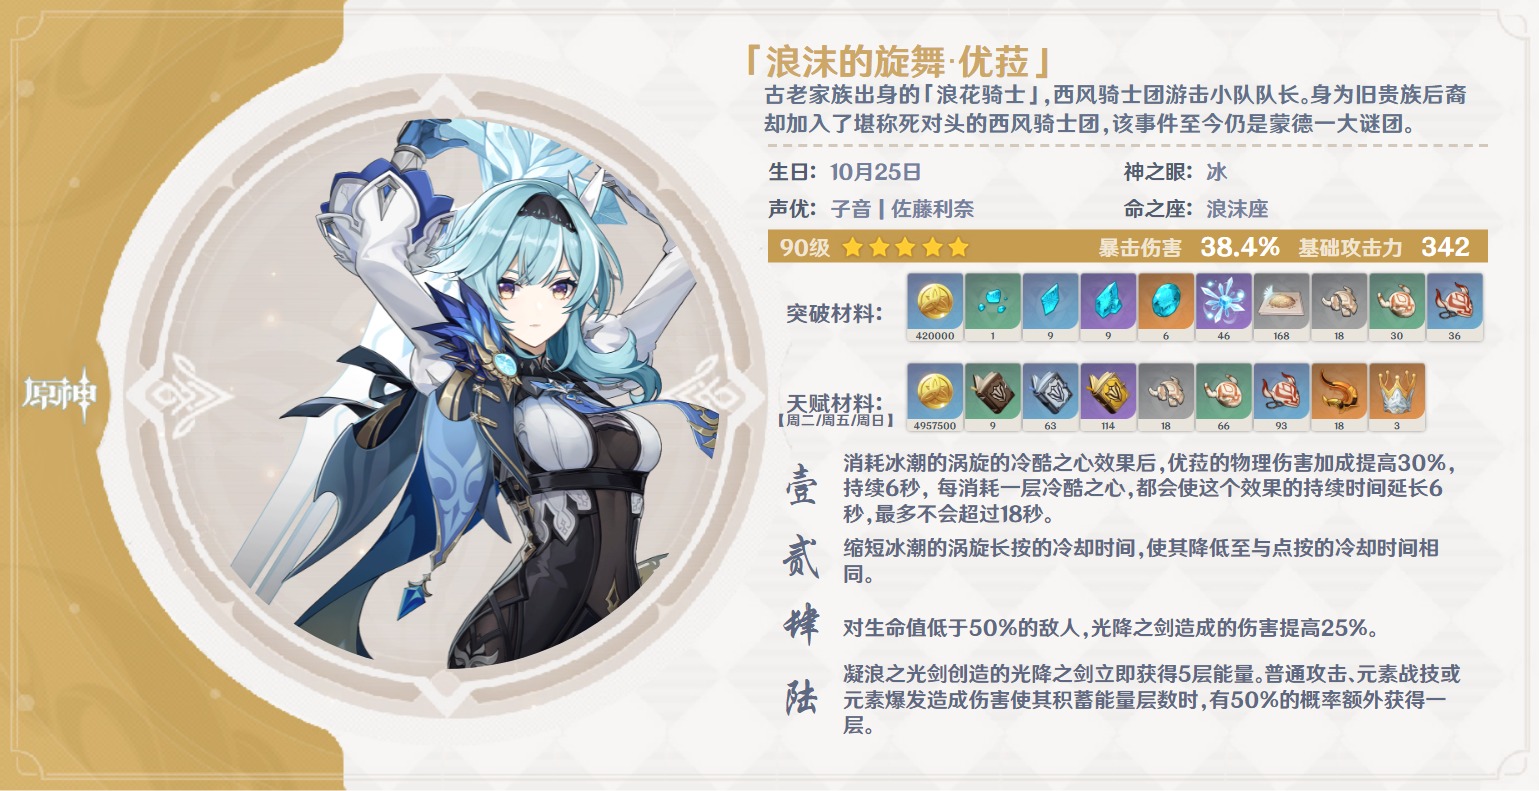 原神
「浪沫的旋舞·优菈」
古老家族出身的「浪花骑士」,西风骑士团游击小队队长。身为旧贵族后裔
却加入了堪称死对头的西风骑士团,该事件至今仍是蒙德一大谜团。
生日: 10月25日 神之眼: 冰
声优: 子音 | 佐藤利奈 命之座: 浪沫座
90级 暴击伤害 38.4% 基础攻击力 342
突破材料:
420000 1 9 9 6 46 168 18 30 36
天赋材料:
【周二/周五/周日】
4957500 9 63 114 18 66 93 18 3
壹
消耗冰潮的涡旋的冷酷之心效果后,优菈的物理伤害加成提高30%,
持续6秒, 每消耗一层冷酷之心,都会使这个效果的持续时间延长6
秒,最多不会超过18秒。
贰
缩短冰潮的涡旋长按的冷却时间,使其降低至与点按的冷却时间相
同。
肆
对生命值低于50%的敌人,光降之剑造成的伤害提高25%。
陆
凝浪之光剑创造的光降之剑立即获得5层能量。普通攻击、元素战技或
元素爆发造成伤害使其积蓄能量层数时,有50%的概率额外获得一
层。